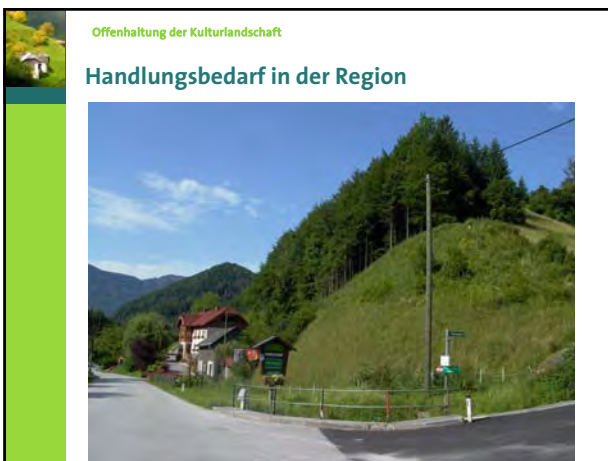 Offenhaltung der Kulturlandschaft
Handlungsbedarf in der Region